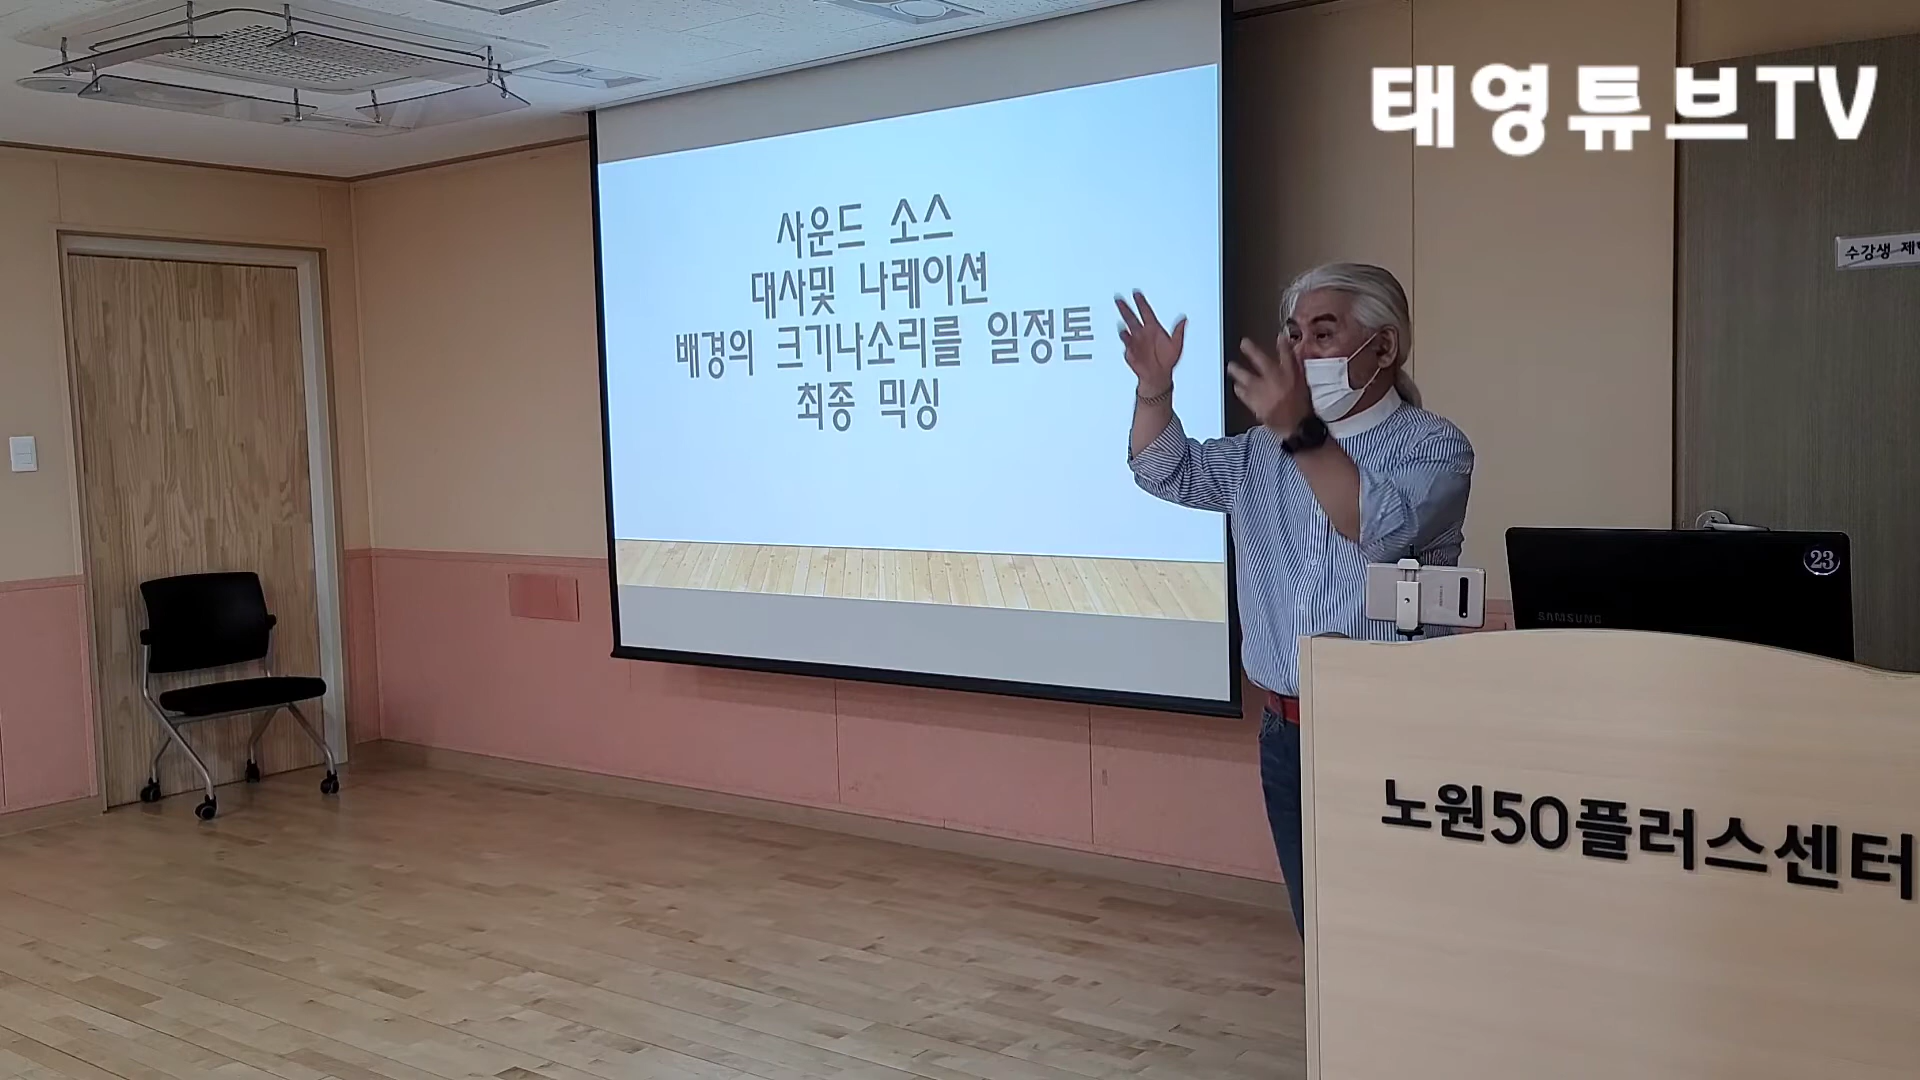 태영튜브TV
사운드 소스
대사및 나레이션
배경의 크기나소리를 일정톤
최종 믹싱
수강생
23
SAMSUNG
노원50플러스센터